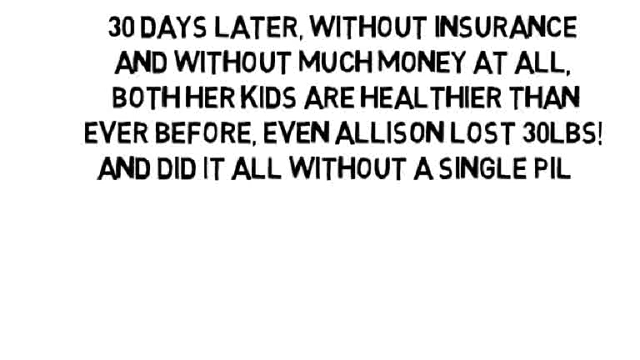 30 DAYS LATER, WITHOUT INSURANCE
AND WITHOUT MUCH MONEY AT ALL,
BOTH HER KIDS ARE HEALTHIER THAN
EVER BEFORE, EVEN ALLISON LOST 30LBS!
AND DID IT ALL WITHOUT A SINGLE PIL